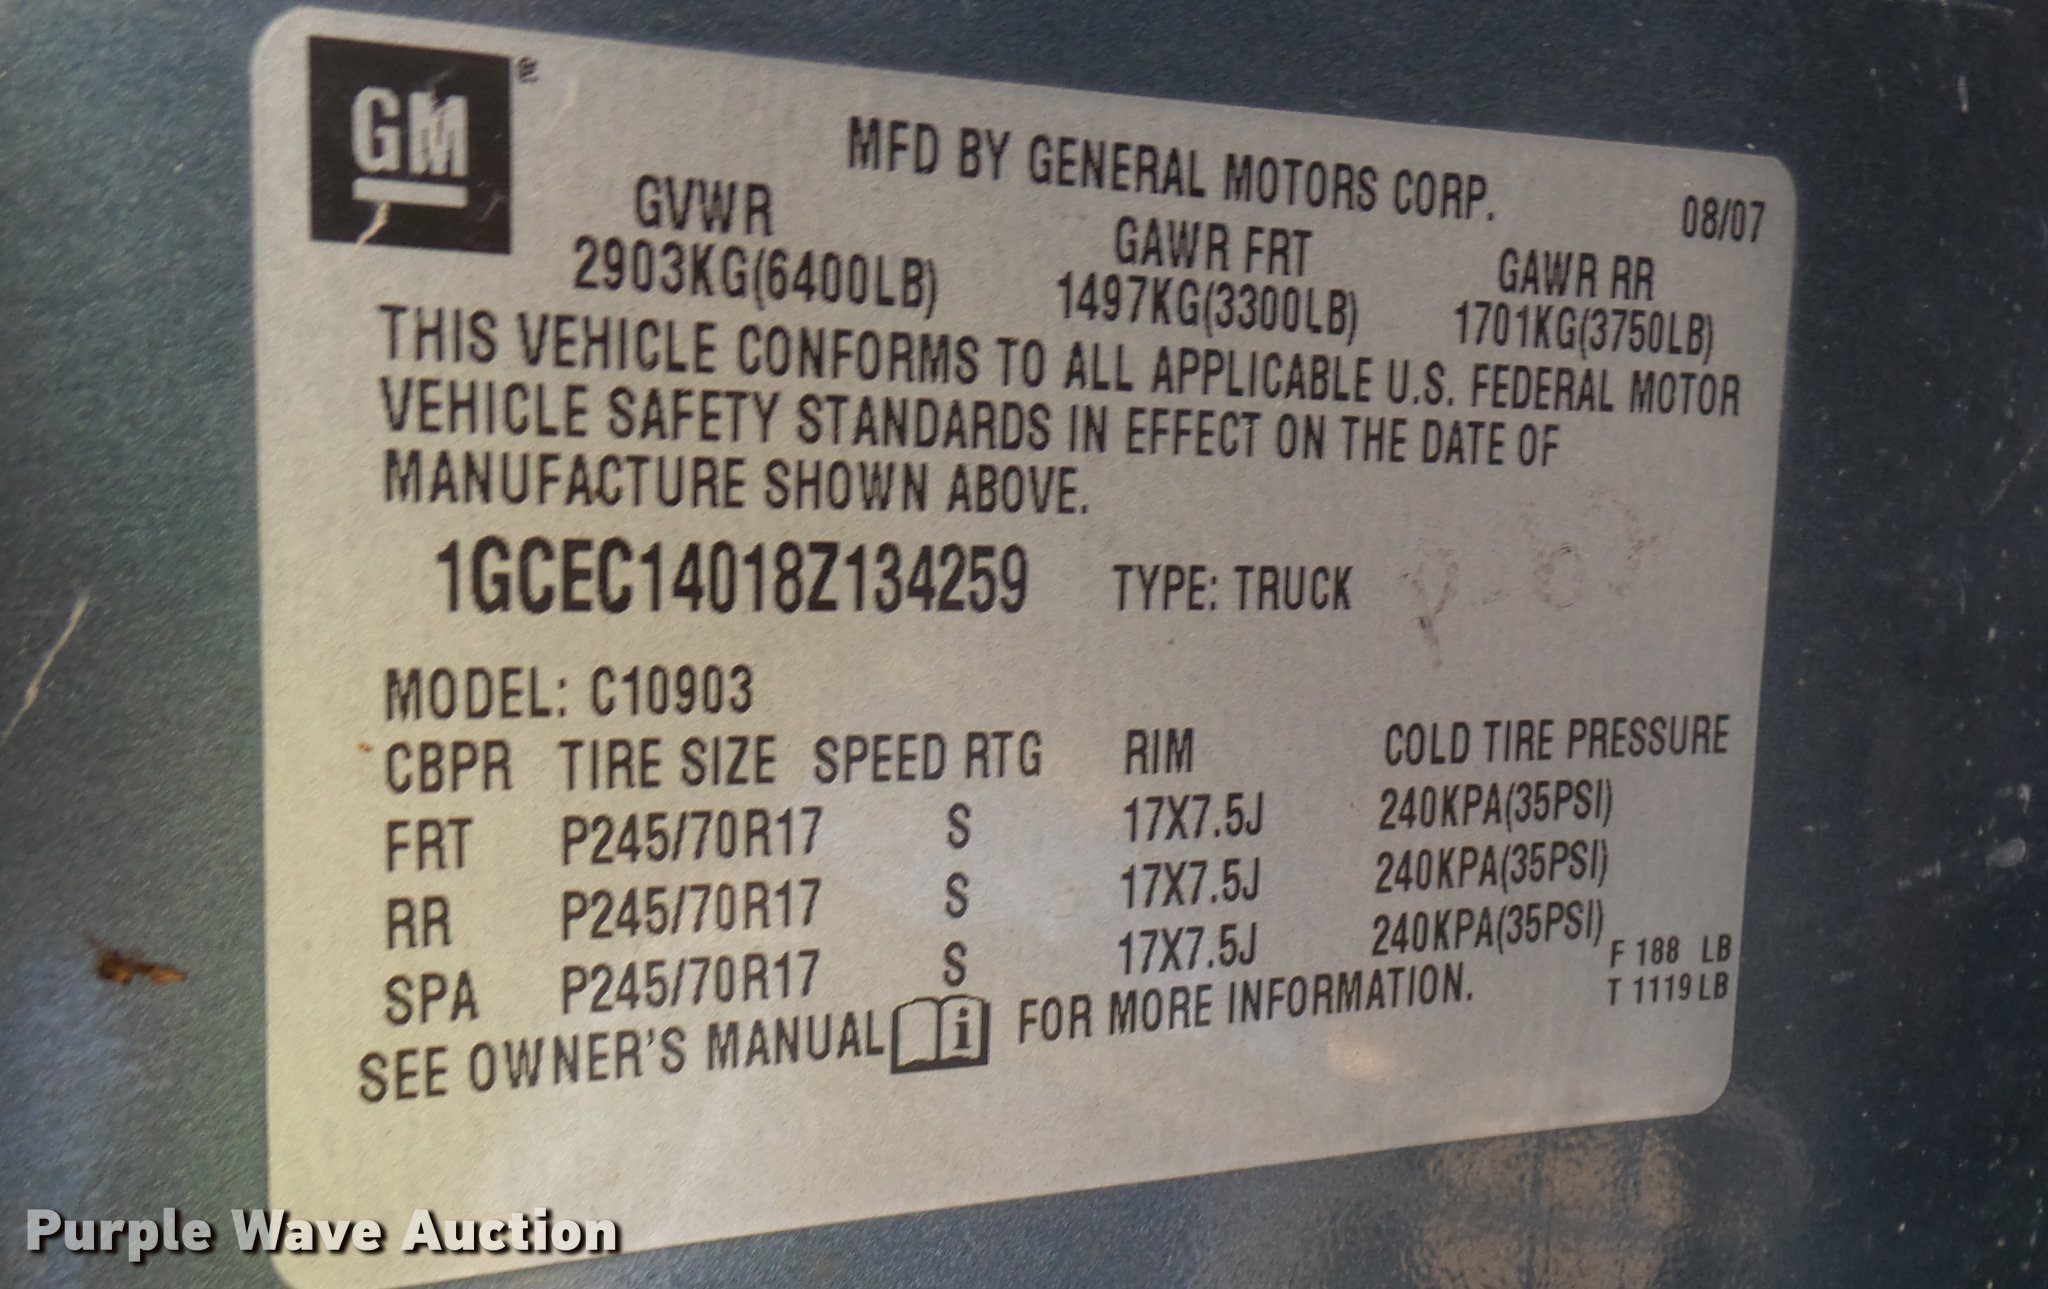 GM
MFD BY GENERAL MOTORS CORP.
08/07
GVWR GAWR FRT GAWR RR
2903KG(6400LB) 1497KG(3300LB) 1701KG(3750LB)
THIS VEHICLE CONFORMS TO ALL APPLICABLE U.S. FEDERAL MOTOR
VEHICLE SAFETY STANDARDS IN EFFECT ON THE DATE OF
MANUFACTURE SHOWN ABOVE.
1GCEC14018Z134259 TYPE: TRUCK
MODEL: C10903
CBPR TIRE SIZE SPEED RTG RIM COLD TIRE PRESSURE
FRT P245/70R17 S 17X7.5J 240KPA(35PSI)
RR P245/70R17 S 17X7.5J 240KPA(35PSI)
SPA P245/70R17 S 17X7.5J 240KPA(35PSI)
F 188 LB
T 1119LB
SEE OWNER'S MANUAL i FOR MORE INFORMATION.
Purple Wave Auction